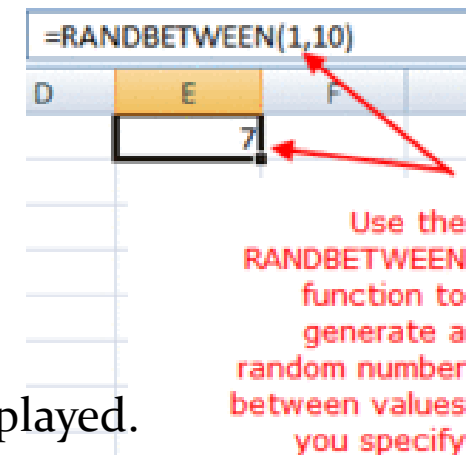 =RANDBETWEEN(1,10)
D E F
7
Use the
RANDBETWEEN
function to
generate a
random number
between values
you specify
played.